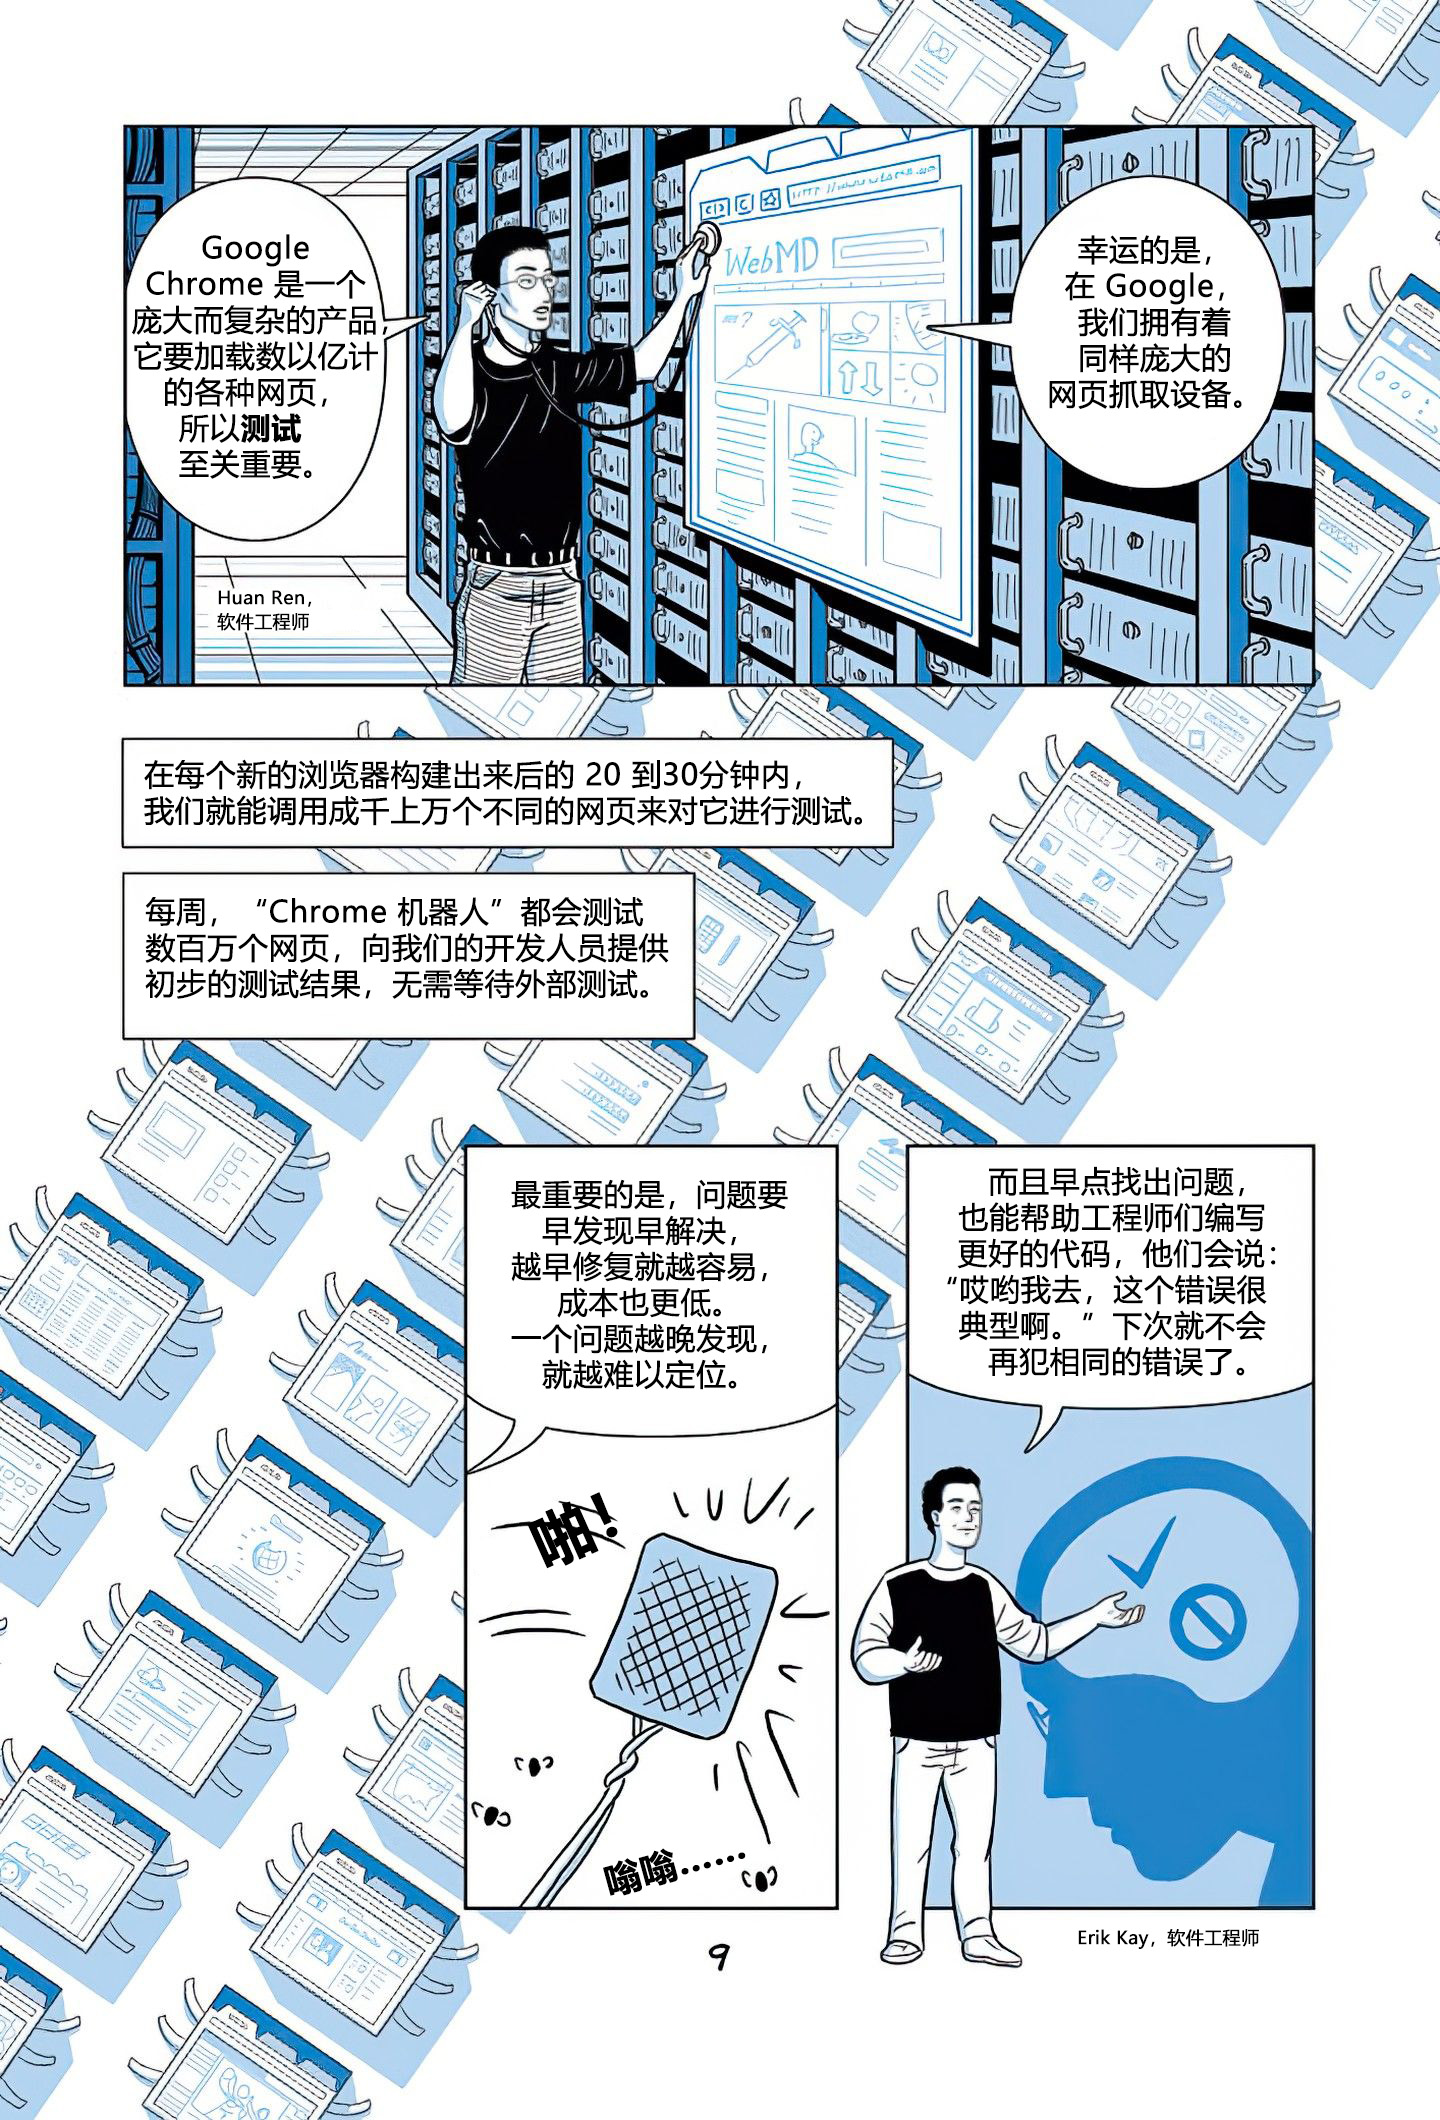 Google
Chrome 是一个
庞大而复杂的产品，
它要加载数以亿计
的各种网页，
所以测试
至关重要。
Huan Ren，
软件工程师
WebMD
幸运的是，
在 Google，
我们拥有着
同样庞大的
网页抓取设备。
在每个新的浏览器构建出来后的 20 到30分钟内，
我们就能调用成千上万个不同的网页来对它进行测试。
每周，“Chrome 机器人”都会测试
数百万个网页，向我们的开发人员提供
初步的测试结果，无需等待外部测试。
最重要的是，问题要
早发现早解决，
越早修复就越容易，
成本也更低。
一个问题越晚发现，
就越难以定位。
啪！
嗡嗡……
而且早点找出问题，
也能帮助工程师们编写
更好的代码，他们会说：
“哎哟我去，这个错误很
典型啊。”下次就不会
再犯相同的错误了。
Erik Kay，软件工程师
9